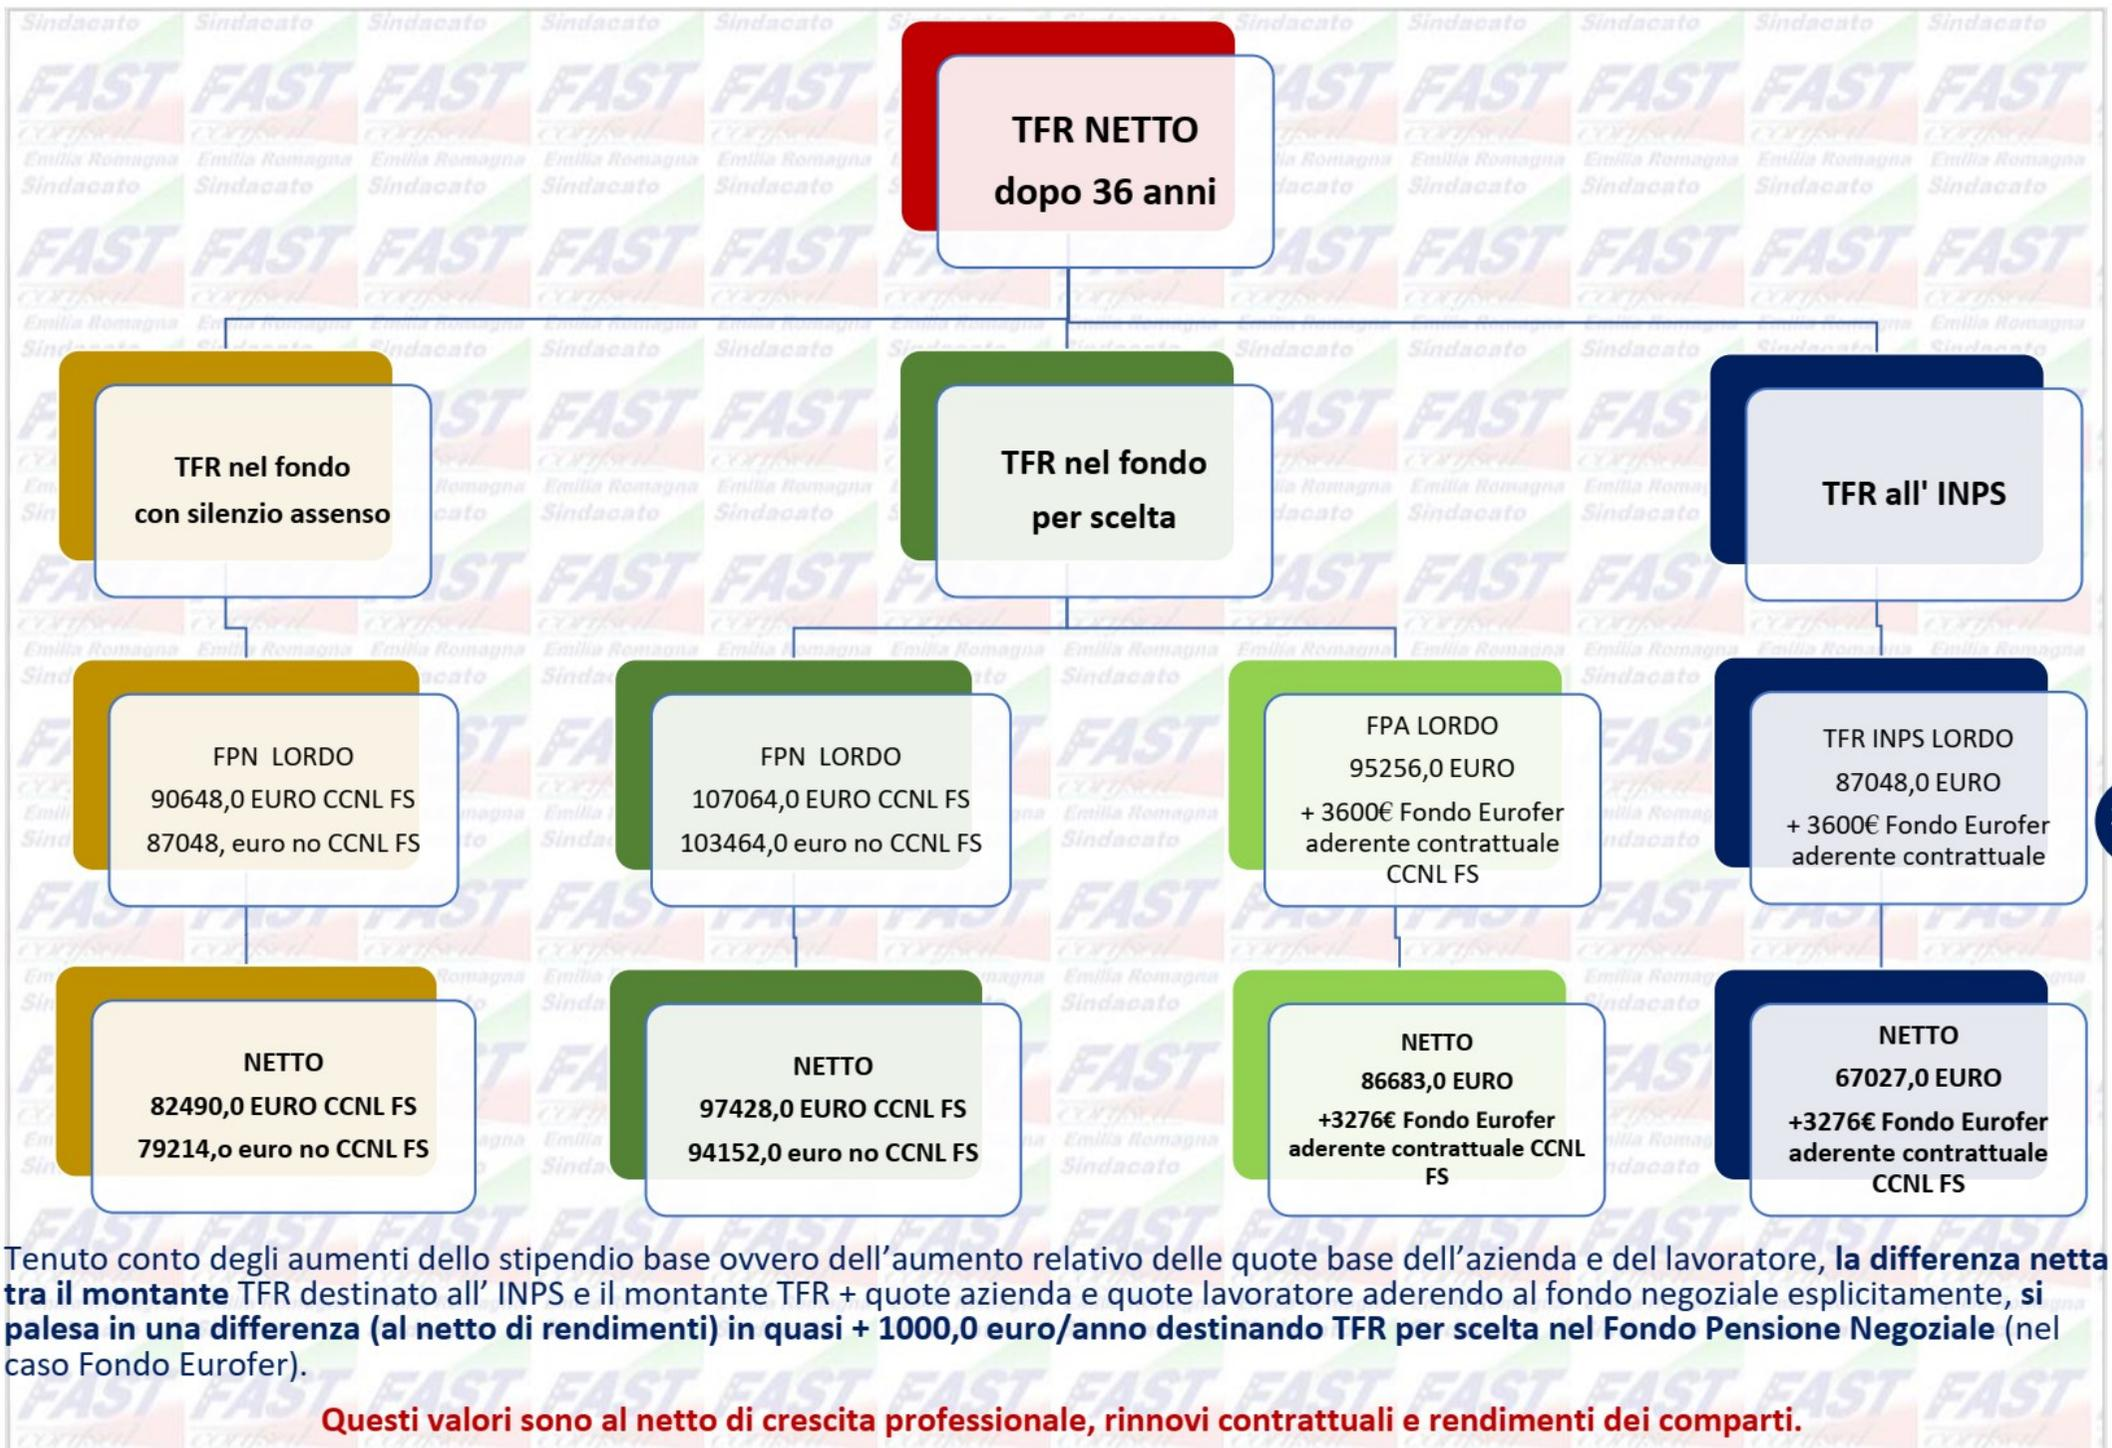 TFR NETTO
dopo 36 anni
TFR nel fondo
con silenzio assenso
TFR nel fondo
per scelta
TFR all' INPS
FPN LORDO
90648,0 EURO CCNL FS
87048, euro no CCNL FS
FPN LORDO
107064,0 EURO CCNL FS
103464,0 euro no CCNL FS
FPA LORDO
95256,0 EURO
+ 3600€ Fondo Eurofer
aderente contrattuale
CCNL FS
TFR INPS LORDO
87048,0 EURO
+ 3600€ Fondo Eurofer
aderente contrattuale
NETTO
82490,0 EURO CCNL FS
79214,o euro no CCNL FS
NETTO
97428,0 EURO CCNL FS
94152,0 euro no CCNL FS
NETTO
86683,0 EURO
+3276€ Fondo Eurofer
aderente contrattuale CCNL
FS
NETTO
67027,0 EURO
+3276€ Fondo Eurofer
aderente contrattuale
CCNL FS
Tenuto conto degli aumenti dello stipendio base ovvero dell’aumento relativo delle quote base dell’azienda e del lavoratore, la differenza netta
tra il montante TFR destinato all’ INPS e il montante TFR + quote azienda e quote lavoratore aderendo al fondo negoziale esplicitamente, si
palesa in una differenza (al netto di rendimenti) in quasi + 1000,0 euro/anno destinando TFR per scelta nel Fondo Pensione Negoziale (nel
caso Fondo Eurofer).
Questi valori sono al netto di crescita professionale, rinnovi contrattuali e rendimenti dei comparti.
Sindacato
FAST
confsal
Emilia Romagna